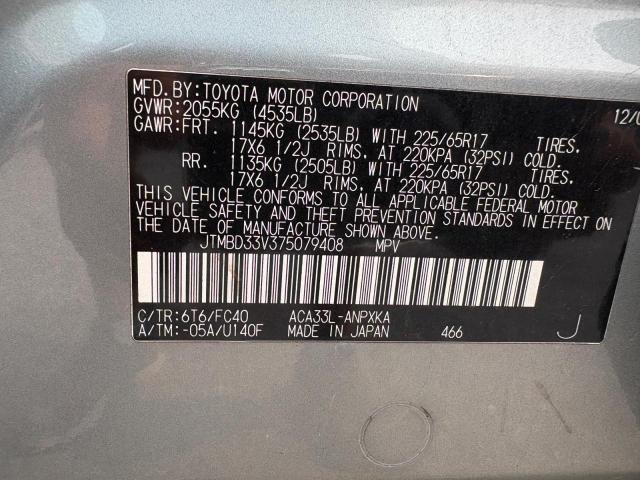 MFD.BY:TOYOTA MOTOR CORPORATION 12/0
GVWR:2055KG (4535LB)
GAWR:FRT. 1145KG (2535LB) WITH 225/65R17 TIRES.
17X6 1/2J RIMS. AT 220KPA (32PSI) COLD.
RR. 1135KG (2505LB) WITH 225/65R17 TIRES.
17X6 1/2J RIMS. AT 220KPA (32PSI) COLD.
THIS VEHICLE CONFORMS TO ALL APPLICABLE FEDERAL MOTOR
VEHICLE SAFETY AND THEFT PREVENTION STANDARDS IN EFFECT ON
THE DATE OF MANUFACTURE SHOWN ABOVE.
JTMBD33V375079408 MPV
C/TR:6T6/FC40 ACA33L-ANPXKA
A/TM:-05A/U140F MADE IN JAPAN 466 J